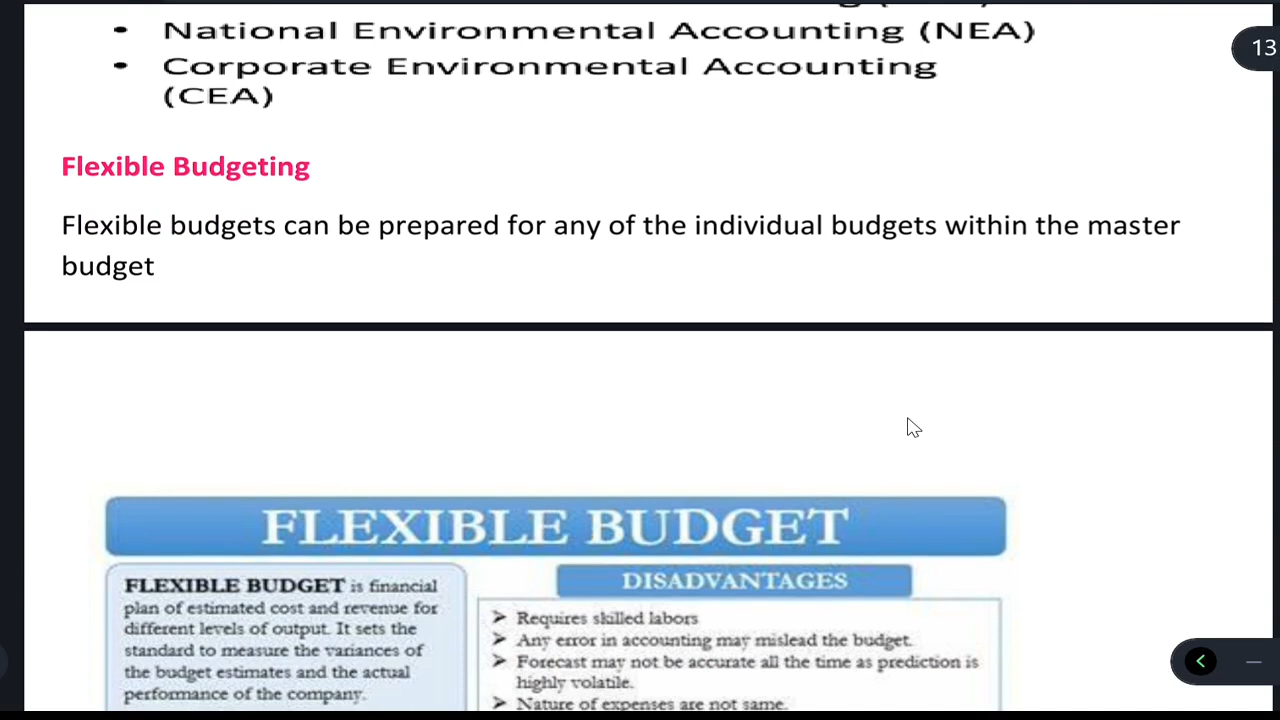 • National Environmental Accounting (NEA)
13
• Corporate Environmental Accounting
(CEA)
Flexible Budgeting
Flexible budgets can be prepared for any of the individual budgets within the master
budget
FLEXIBLE BUDGET
FLEXIBLE BUDGET is financial
plan of estimated cost and revenue for
different levels of output. It sets the
standard to measure the variances of
the budget estimates and the actual
performance of the company.
DISADVANTAGES
➤ Requires skilled labors
➤ Any error in accounting may mislead the budget.
➤ Forecast may not be accurate all the time as prediction is
highly volatile.
➤ Nature of expenses are not same.